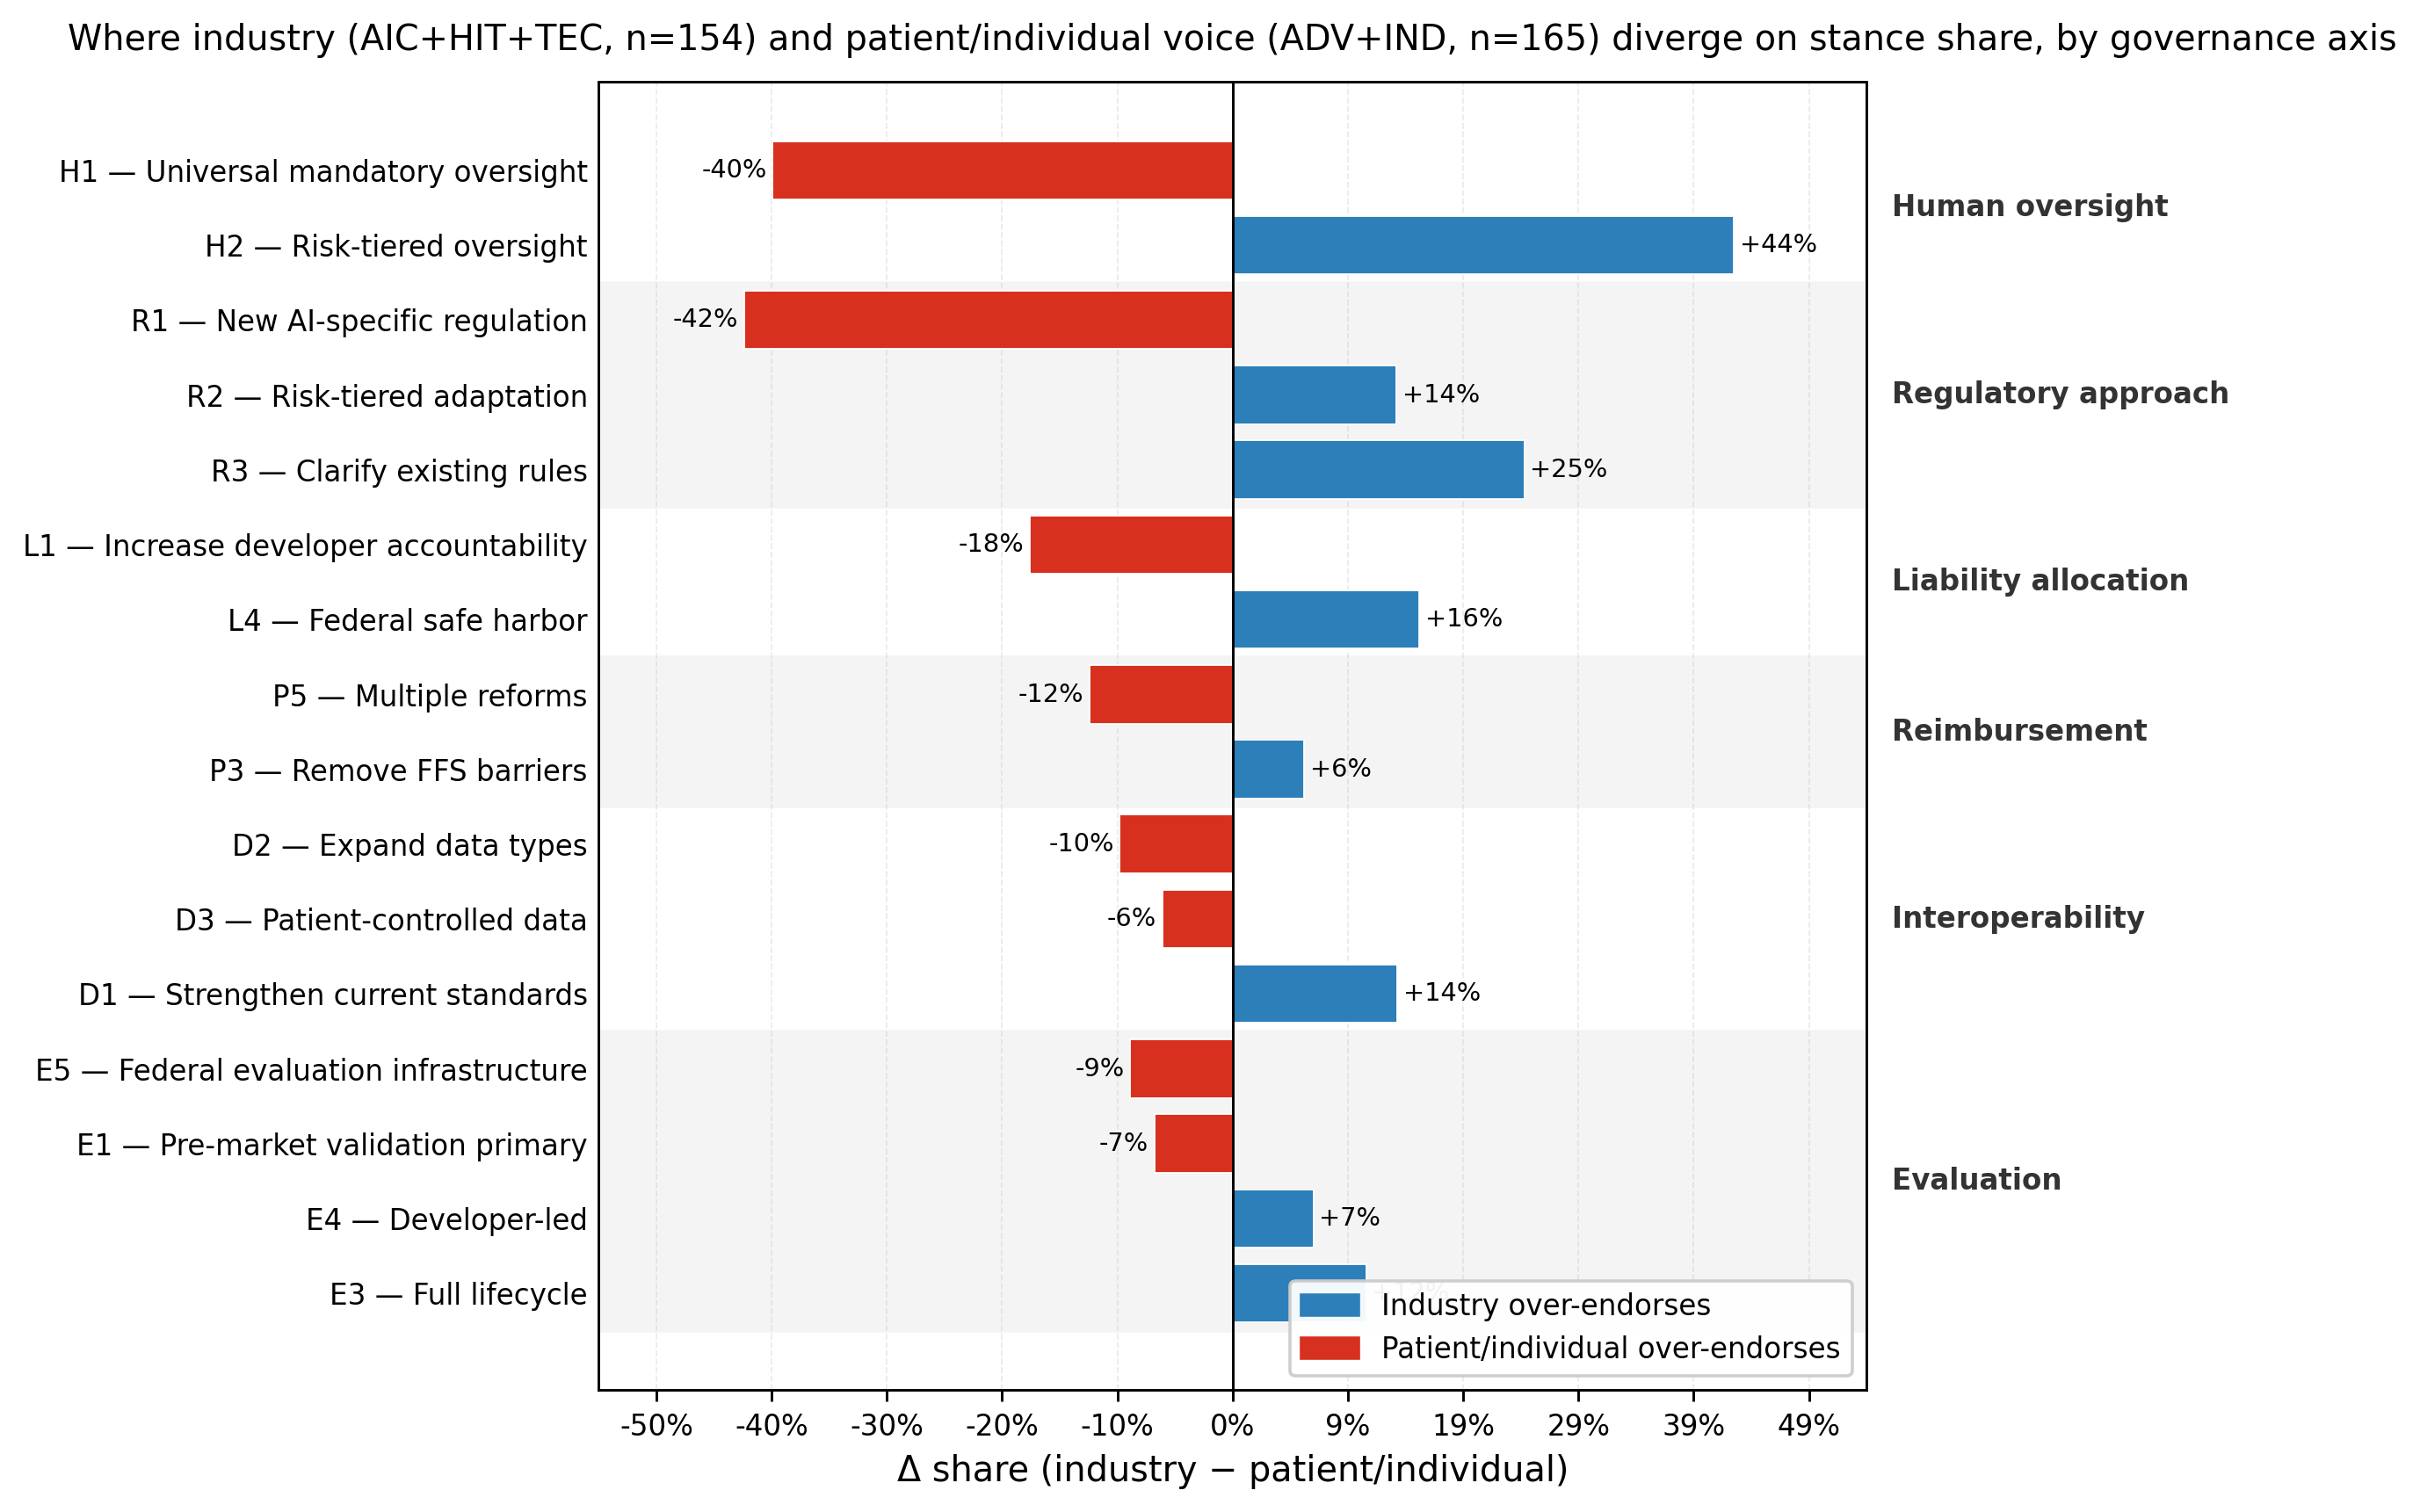 Where industry (AIC+HIT+TEC, n=154) and patient/individual voice (ADV+IND, n=165) diverge on stance share, by governance axis
H1 — Universal mandatory oversight
-40%
Human oversight
H2 — Risk-tiered oversight
+44%
R1 — New AI-specific regulation
-42%
R2 — Risk-tiered adaptation
+14%
Regulatory approach
R3 — Clarify existing rules
+25%
L1 — Increase developer accountability
-18%
Liability allocation
L4 — Federal safe harbor
+16%
P5 — Multiple reforms
-12%
Reimbursement
P3 — Remove FFS barriers
+6%
D2 — Expand data types
-10%
D3 — Patient-controlled data
-6%
Interoperability
D1 — Strengthen current standards
+14%
E5 — Federal evaluation infrastructure
-9%
E1 — Pre-market validation primary
-7%
Evaluation
E4 — Developer-led
+7%
E3 — Full lifecycle
Industry over-endorses
Patient/individual over-endorses
-50% -40% -30% -20% -10% 0% 9% 19% 29% 39% 49%
Δ share (industry − patient/individual)